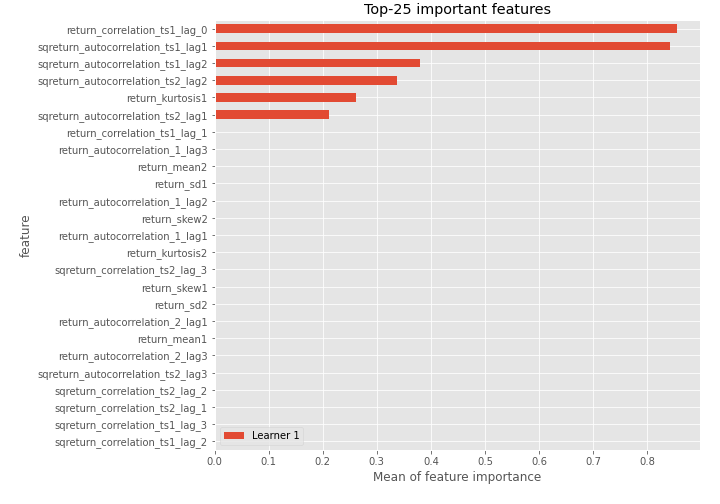 Top-25 important features
return_correlation_ts1_lag_0
sqreturn_autocorrelation_ts1_lag1
sqreturn_autocorrelation_ts1_lag2
sqreturn_autocorrelation_ts2_lag2
return_kurtosis1
sqreturn_autocorrelation_ts2_lag1
return_correlation_ts1_lag_1
return_autocorrelation_1_lag3
return_mean2
return_sd1
return_autocorrelation_1_lag2
return_skew2
return_autocorrelation_1_lag1
return_kurtosis2
sqreturn_correlation_ts2_lag_3
return_skew1
return_sd2
return_autocorrelation_2_lag1
return_mean1
return_autocorrelation_2_lag3
sqreturn_autocorrelation_ts2_lag3
sqreturn_correlation_ts2_lag_2
sqreturn_correlation_ts2_lag_1
sqreturn_correlation_ts1_lag_3
sqreturn_correlation_ts1_lag_2
feature
Learner 1
0.0 0.1 0.2 0.3 0.4 0.5 0.6 0.7 0.8
Mean of feature importance